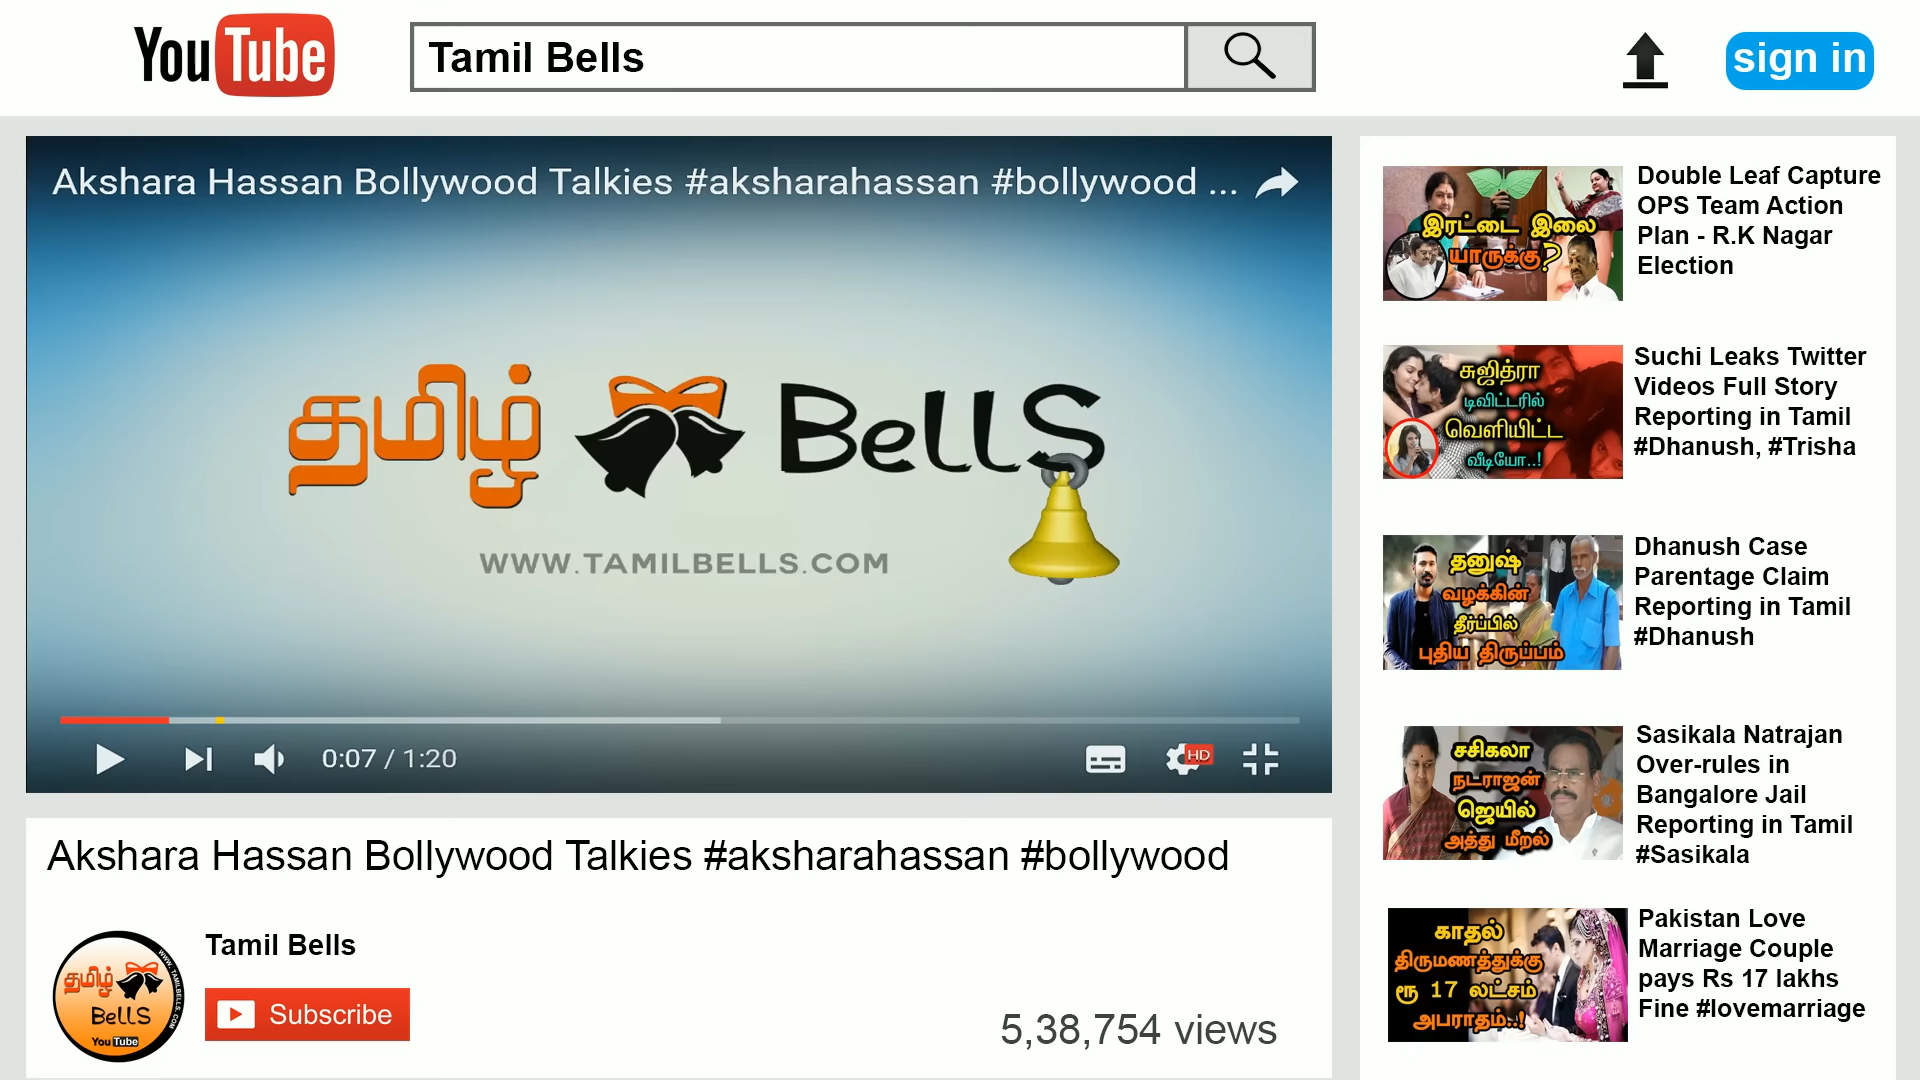 YouTube
Tamil Bells
sign in
Akshara Hassan Bollywood Talkies #aksharahassan #bollywood ...
தமிழ் BellS
WWW.TAMILBELLS.COM
0:07 / 1:20
HD
Akshara Hassan Bollywood Talkies #aksharahassan #bollywood
தமிழ்
BellS
WWW.TAMILBELLS.COM
YouTube
Tamil Bells
Subscribe
5,38,754 views
இரட்டை இலை
யாருக்கு?
Double Leaf Capture
OPS Team Action
Plan - R.K Nagar
Election
சுஜித்ரா
டிவிட்டரில்
வெளியிட்ட
வீடியோ..!
Suchi Leaks Twitter
Videos Full Story
Reporting in Tamil
#Dhanush, #Trisha
தனுஷ்
வழக்கின்
தீர்ப்பில்
புதிய திருப்பம்
Dhanush Case
Parentage Claim
Reporting in Tamil
#Dhanush
சசிகலா
நடராஜன்
ஜெயில்
அத்து மீறல்
Sasikala Natrajan
Over-rules in
Bangalore Jail
Reporting in Tamil
#Sasikala
காதல்
திருமணத்துக்கு
ரூ 17 லட்சம்
அபராதம்..!
Pakistan Love
Marriage Couple
pays Rs 17 lakhs
Fine #lovemarriage